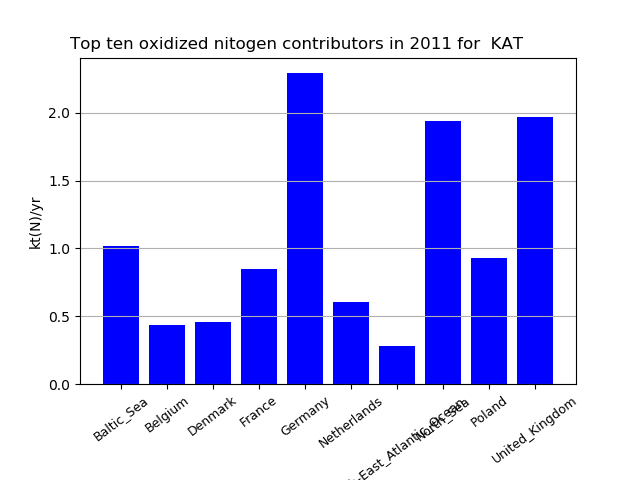 Top ten oxidized nitogen contributors in 2011 for  KAT
kt(N)/yr
2.0
1.5
1.0
0.5
0.0
Baltic_Sea
Belgium
Denmark
France
Germany
Netherlands
-East_Atlantic_Ocean
North_Sea
Poland
United_Kingdom